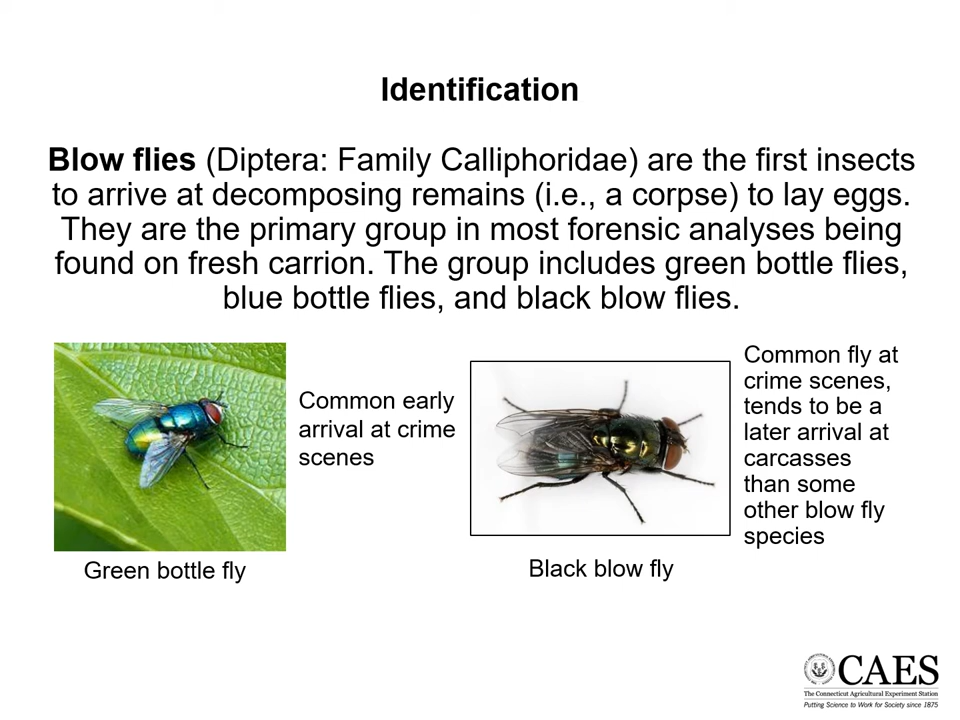 Identification
Blow flies (Diptera: Family Calliphoridae) are the first insects
to arrive at decomposing remains (i.e., a corpse) to lay eggs.
They are the primary group in most forensic analyses being
found on fresh carrion. The group includes green bottle flies,
blue bottle flies, and black blow flies.
Common early
arrival at crime
scenes
Green bottle fly
Common fly at
crime scenes,
tends to be a
later arrival at
carcasses
than some
other blow fly
species
Black blow fly
CAES
The Connecticut Agricultural Experiment Station
Putting Science to Work for Society since 1875